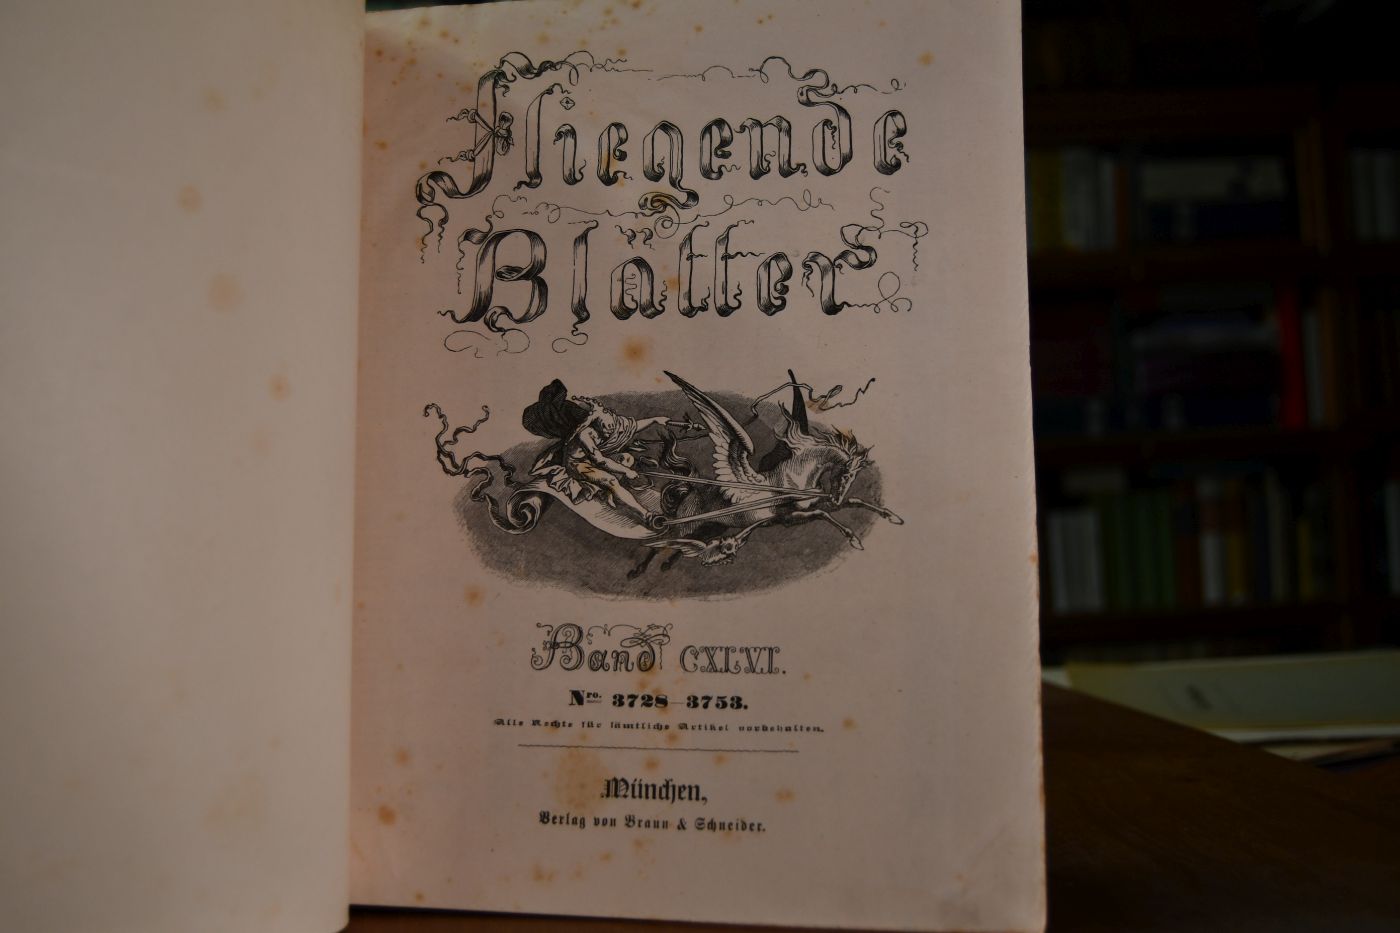 Fliegende
Blätter
Band CXLVI.
Nro. 3728–3753.
Alle Rechte für sämtliche Artikel vorbehalten.
München,
Verlag von Braun & Schneider.